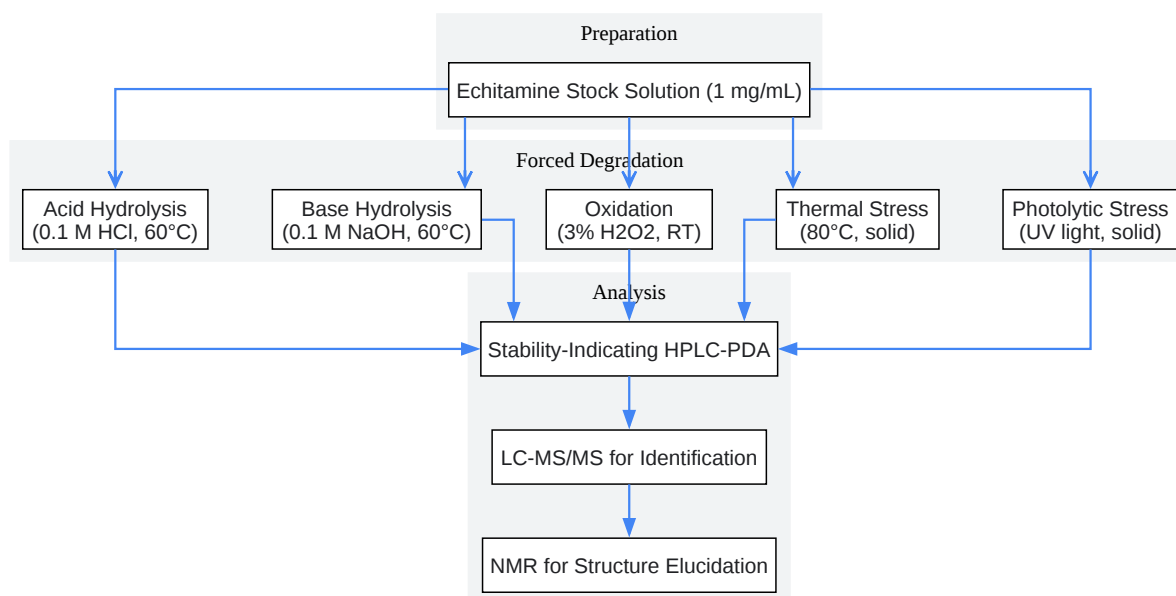 Preparation
Echitamine Stock Solution (1 mg/mL)
Forced Degradation
Acid Hydrolysis
(0.1 M HCl, 60°C)
Base Hydrolysis
(0.1 M NaOH, 60°C)
Oxidation
(3% H2O2, RT)
Thermal Stress
(80°C, solid)
Photolytic Stress
(UV light, solid)
Analysis
Stability-Indicating HPLC-PDA
LC-MS/MS for Identification
NMR for Structure Elucidation